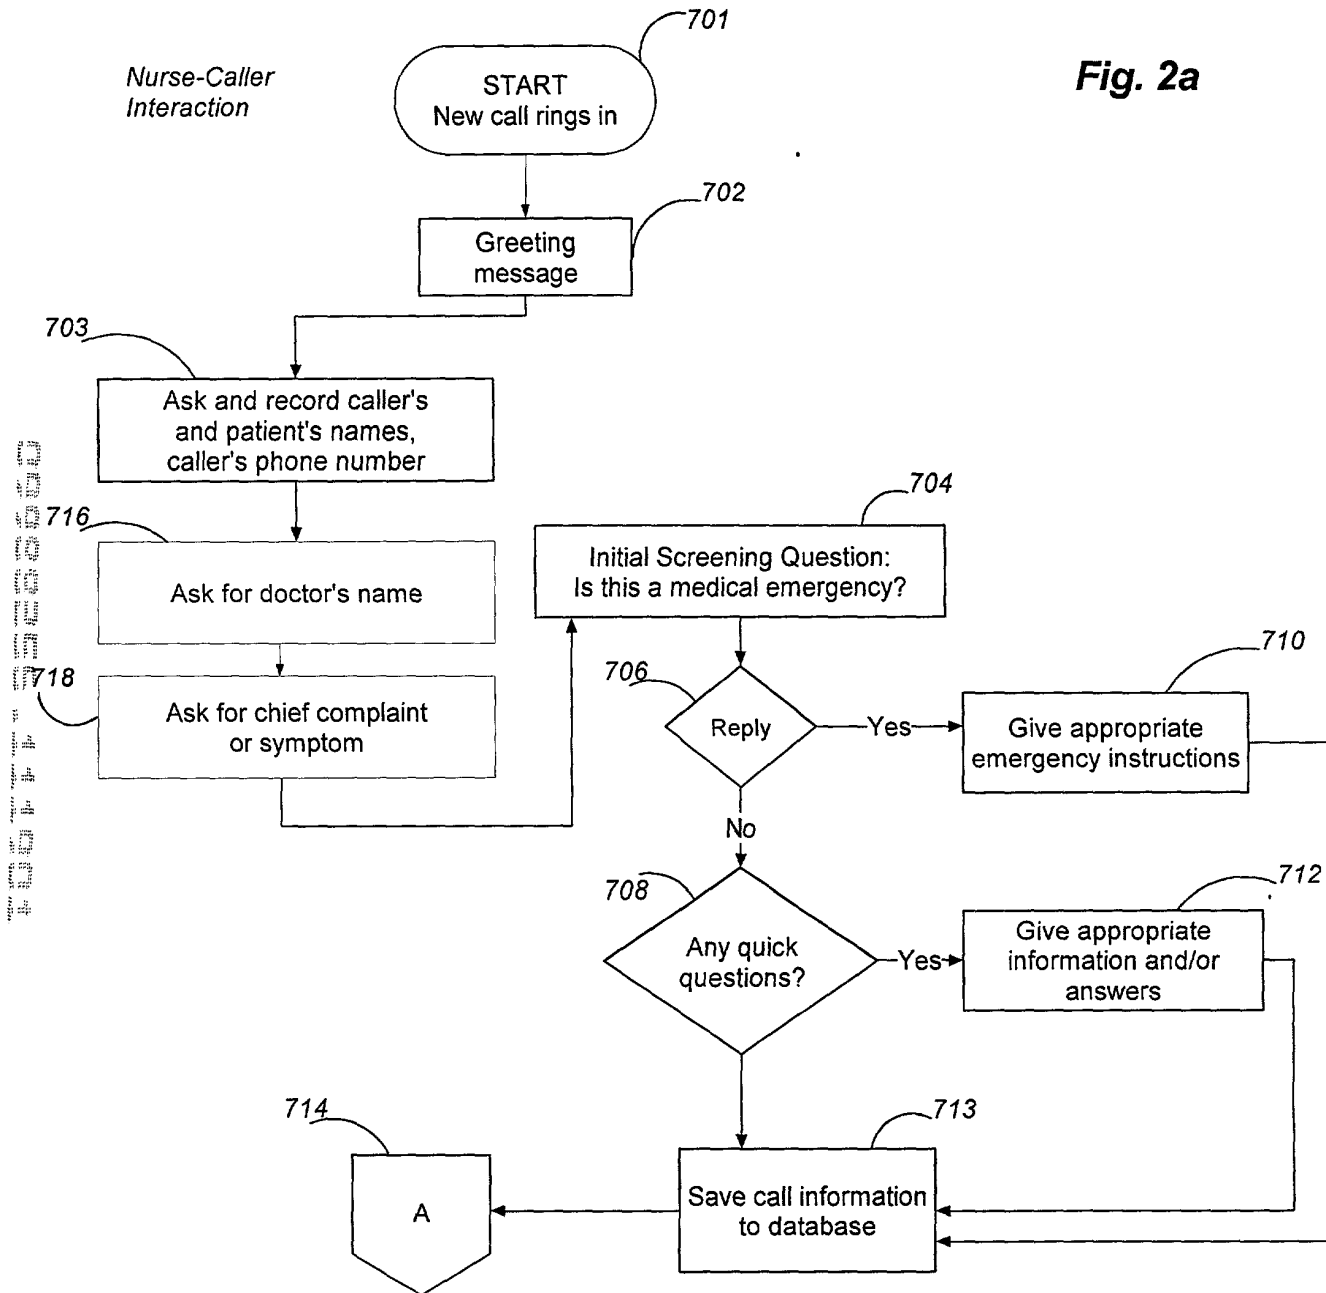 Fig. 2a
Nurse-Caller
Interaction
701
START
New call rings in
702
Greeting
message
703
Ask and record caller's
and patient's names,
caller's phone number
716
Ask for doctor's name
718
Ask for chief complaint
or symptom
704
Initial Screening Question:
Is this a medical emergency?
706
Reply
Yes
710
Give appropriate
emergency instructions
No
708
Any quick
questions?
Yes
712
Give appropriate
information and/or
answers
713
Save call information
to database
714
A